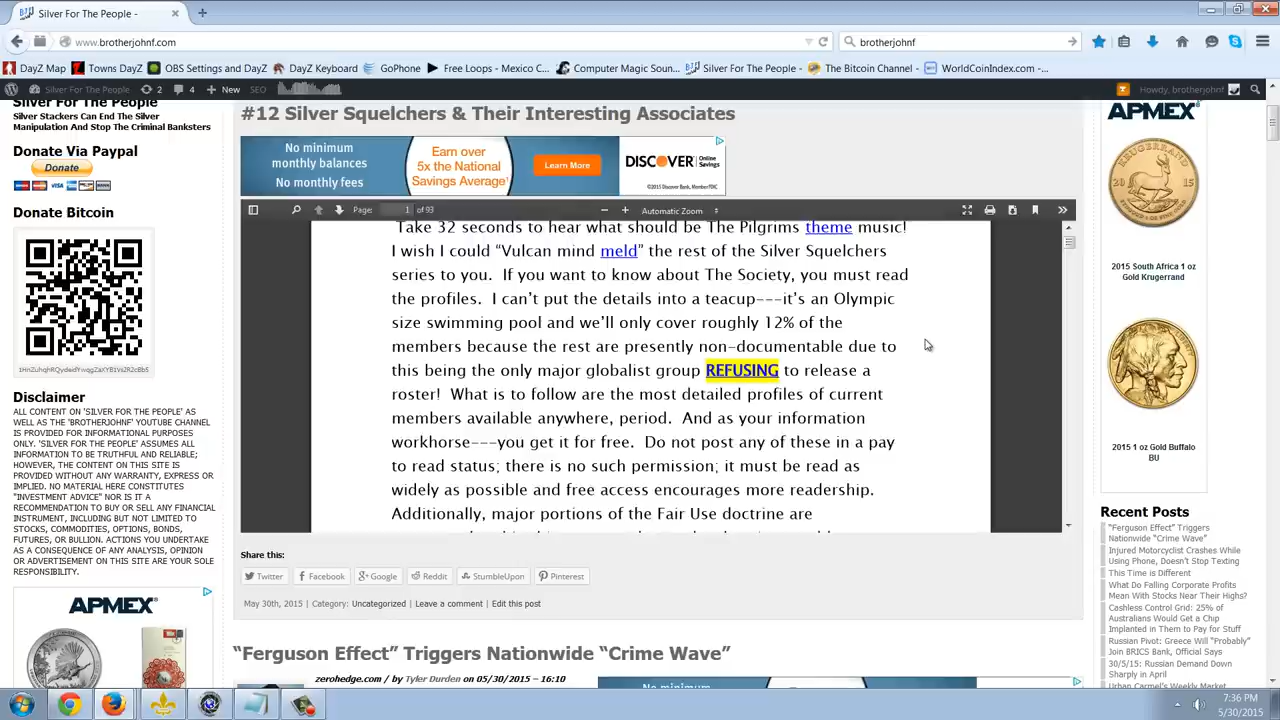 Silver For The People -
www.brotherjohnf.com
brotherjohnf
DayZ Map
Towns DayZ
OBS Settings and DayZ
DayZ Keyboard
GoPhone
Free Loops - Mexico C...
Computer Magic Soun...
Silver For The People - ...
The Bitcoin Channel - ...
WorldCoinIndex.com -...
Silver For The People
2
4
New
SEO
Howdy, brotherjohnf
Silver For The People
Silver Stackers Can End The Silver
Manipulation And Stop The Criminal Banksters
Donate Via Paypal
Donate
Donate Bitcoin
Disclaimer
ALL CONTENT ON 'SILVER FOR THE PEOPLE' AS
WELL AS THE 'BROTHERJOHNF' YOUTUBE CHANNEL
IS PROVIDED FOR INFORMATIONAL PURPOSES
ONLY. 'SILVER FOR THE PEOPLE' ASSUMES ALL
INFORMATION TO BE TRUTHFUL AND RELIABLE;
HOWEVER, THE CONTENT ON THIS SITE IS
PROVIDED WITHOUT ANY WARRANTY, EXPRESS OR
IMPLIED. NO MATERIAL HERE CONSTITUTES
"INVESTMENT ADVICE" NOR IS IT A
RECOMMENDATION TO BUY OR SELL ANY FINANCIAL
INSTRUMENT, INCLUDING BUT NOT LIMITED TO
STOCKS, COMMODITIES, OPTIONS, BONDS,
FUTURES, OR BULLION. ACTIONS YOU UNDERTAKE
AS A CONSEQUENCE OF ANY ANALYSIS, OPINION
OR ADVERTISEMENT ON THIS SITE ARE YOUR SOLE
RESPONSIBILITY.
APMEX
#12 Silver Squelchers & Their Interesting Associates
No minimum
monthly balances
No monthly fees
Earn over
5x the National
Savings Average
Learn More
DISCOVER
Online
Savings
©2015 Discover Bank, Member FDIC
Page:
1
of 93
Automatic Zoom
Take 32 seconds to hear what should be The Pilgrims theme music!
I wish I could “Vulcan mind meld” the rest of the Silver Squelchers
series to you. If you want to know about The Society, you must read
the profiles. I can’t put the details into a teacup---it’s an Olympic
size swimming pool and we’ll only cover roughly 12% of the
members because the rest are presently non-documentable due to
this being the only major globalist group REFUSING to release a
roster! What is to follow are the most detailed profiles of current
members available anywhere, period. And as your information
workhorse---you get it for free. Do not post any of these in a pay
to read status; there is no such permission; it must be read as
widely as possible and free access encourages more readership.
Additionally, major portions of the Fair Use doctrine are
Share this:
Twitter
Facebook
Google
Reddit
StumbleUpon
Pinterest
May 30th, 2015 | Category: Uncategorized | Leave a comment | Edit this post
“Ferguson Effect” Triggers Nationwide “Crime Wave”
zerohedge.com / by Tyler Durden on 05/30/2015 – 16:10
No minimum
APMEX
2015 South Africa 1 oz
Gold Krugerrand
2015 1 oz Gold Buffalo
BU
Recent Posts
“Ferguson Effect” Triggers
Nationwide “Crime Wave”
Injured Motorcyclist Crashes While
Using Phone, Doesn’t Stop Texting
This Time is Different
What Do Falling Corporate Profits
Mean With Stocks Near Their Highs?
Cashless Control Grid: 25% of
Australians Would Get a Chip
Implanted in Them to Pay for Stuff
Russian Pivot: Greece Will “Probably”
Join BRICS Bank, Official Says
30/5/15: Russian Demand Down
Sharply in April
Urban Carmel’s Weekly Market
7:36 PM
5/30/2015